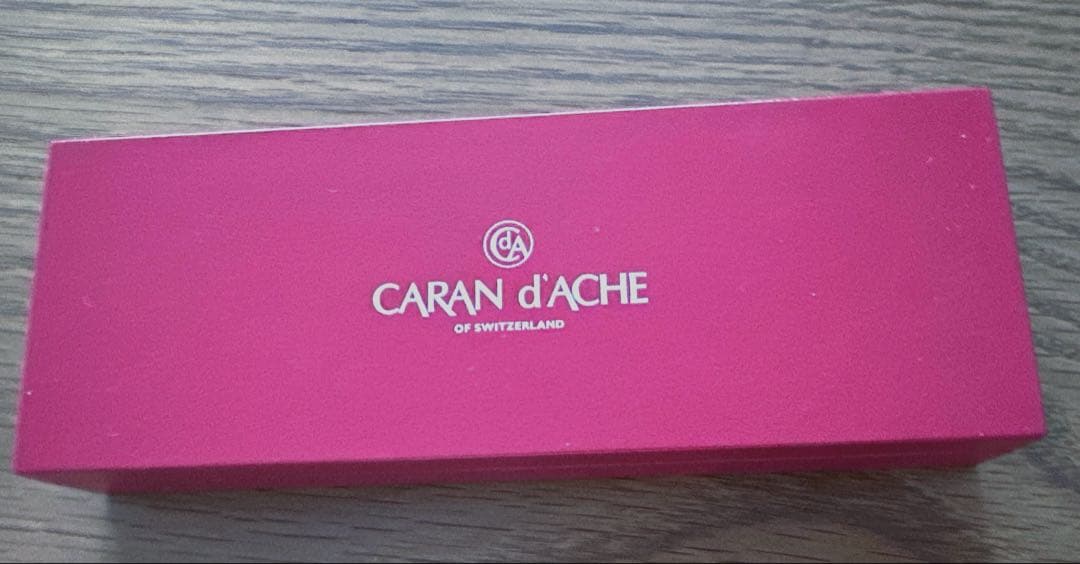 CdA
CARAN d'ACHE
OF SWITZERLAND